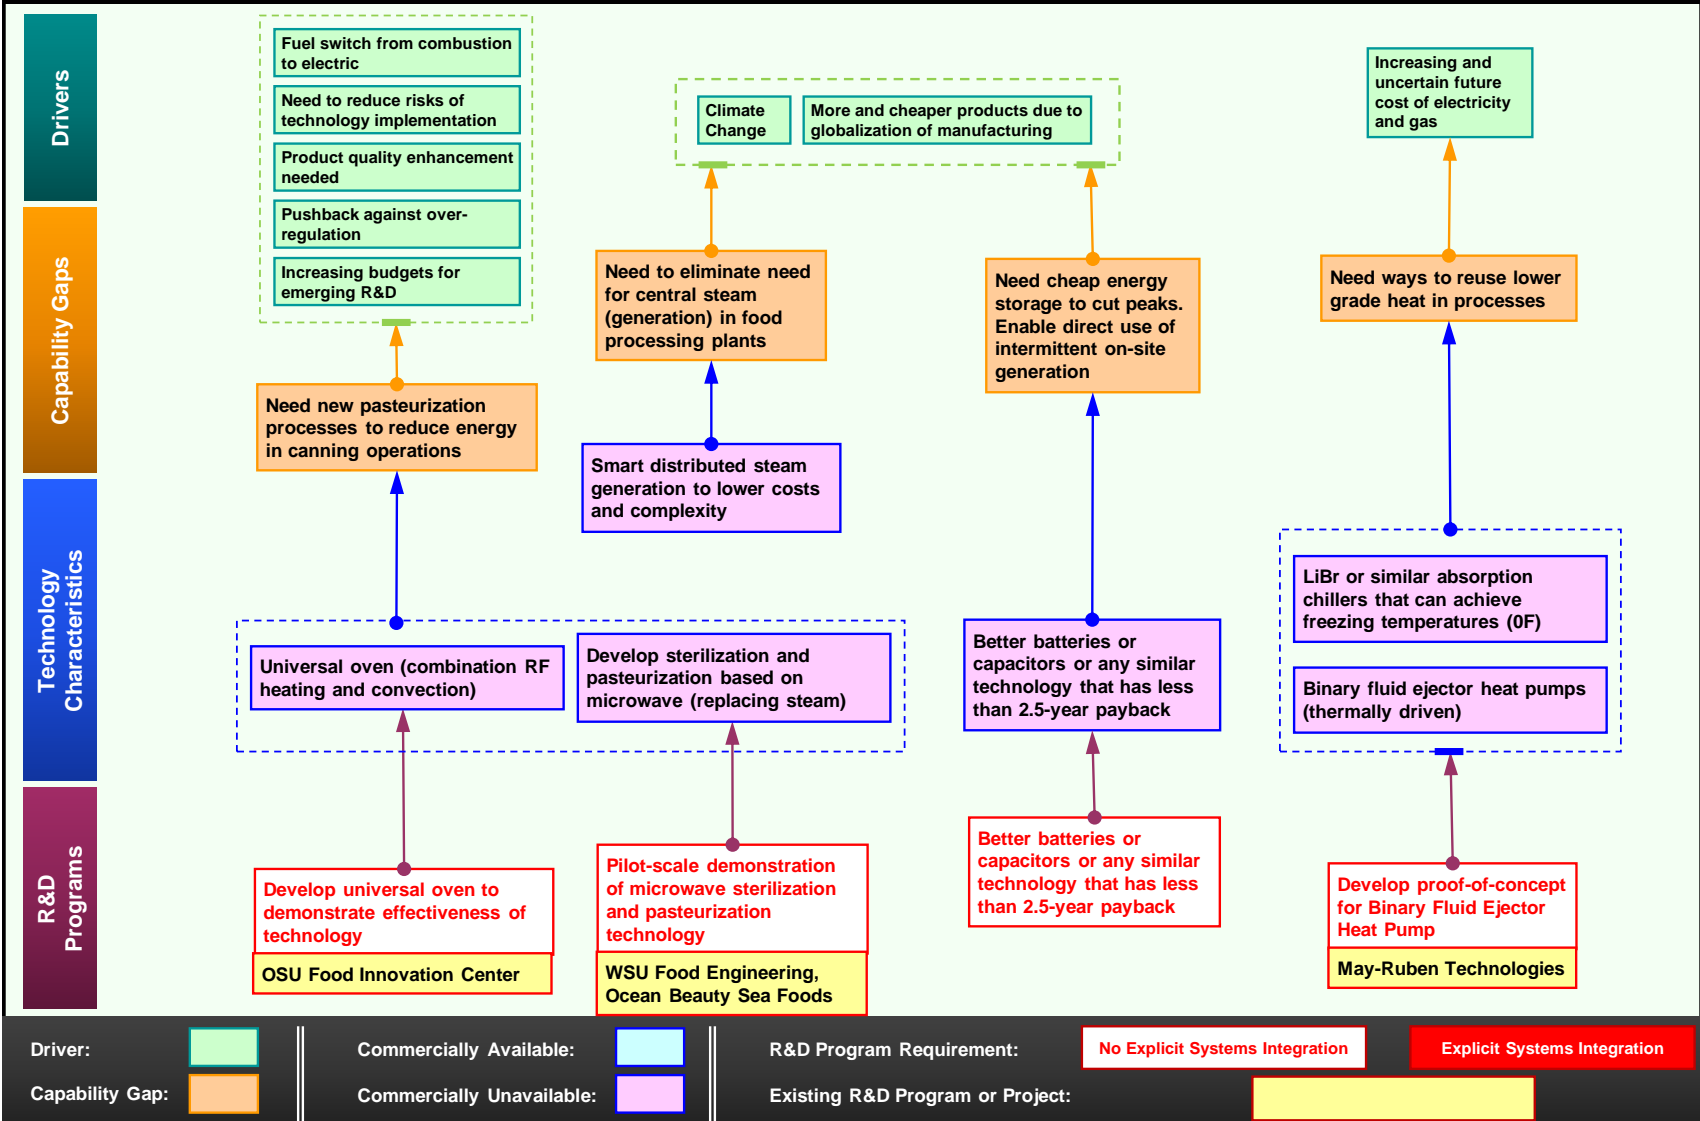 Drivers
Fuel switch from combustion
to electric
Need to reduce risks of
technology implementation
Product quality enhancement
needed
Pushback against over-
regulation
Increasing budgets for
emerging R&D
Climate
Change
More and cheaper products due to
globalization of manufacturing
Increasing and
uncertain future
cost of electricity
and gas
Capability Gaps
Need new pasteurization
processes to reduce energy
in canning operations
Need to eliminate need
for central steam
(generation) in food
processing plants
Need cheap energy
storage to cut peaks.
Enable direct use of
intermittent on-site
generation
Need ways to reuse lower
grade heat in processes
Technology
Characteristics
Smart distributed steam
generation to lower costs
and complexity
Universal oven (combination RF
heating and convection)
Develop sterilization and
pasteurization based on
microwave (replacing steam)
Better batteries or
capacitors or any similar
technology that has less
than 2.5-year payback
LiBr or similar absorption
chillers that can achieve
freezing temperatures (0F)
Binary fluid ejector heat pumps
(thermally driven)
R&D
Programs
Develop universal oven to
demonstrate effectiveness of
technology
OSU Food Innovation Center
Pilot-scale demonstration
of microwave sterilization
and pasteurization
technology
WSU Food Engineering,
Ocean Beauty Sea Foods
Better batteries or
capacitors or any similar
technology that has less
than 2.5-year payback
Develop proof-of-concept
for Binary Fluid Ejector
Heat Pump
May-Ruben Technologies
Driver:
Capability Gap:
Commercially Available:
Commercially Unavailable:
R&D Program Requirement:
No Explicit Systems Integration
Explicit Systems Integration
Existing R&D Program or Project: